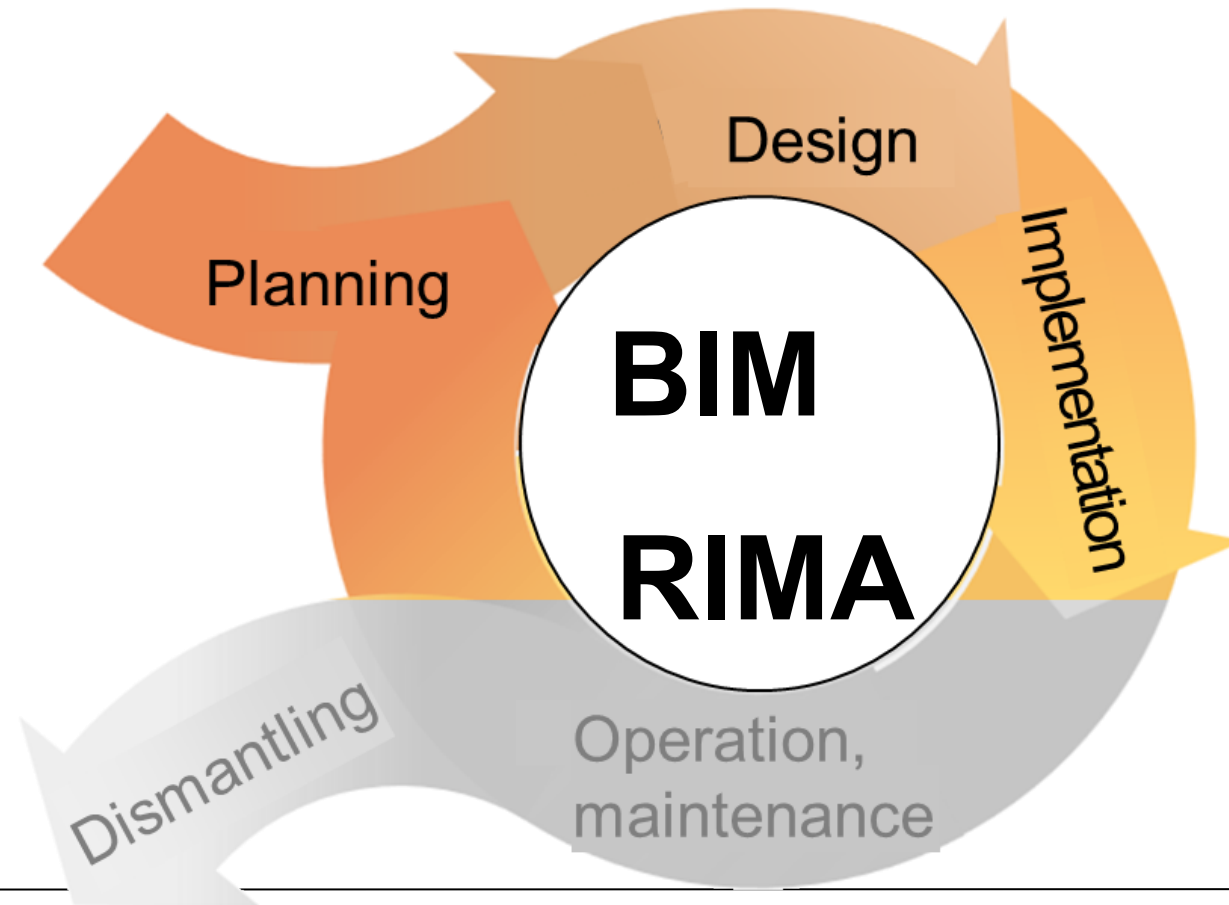 Design
Planning
Implementation
BIM
RIMA
Dismantling
Operation,
maintenance